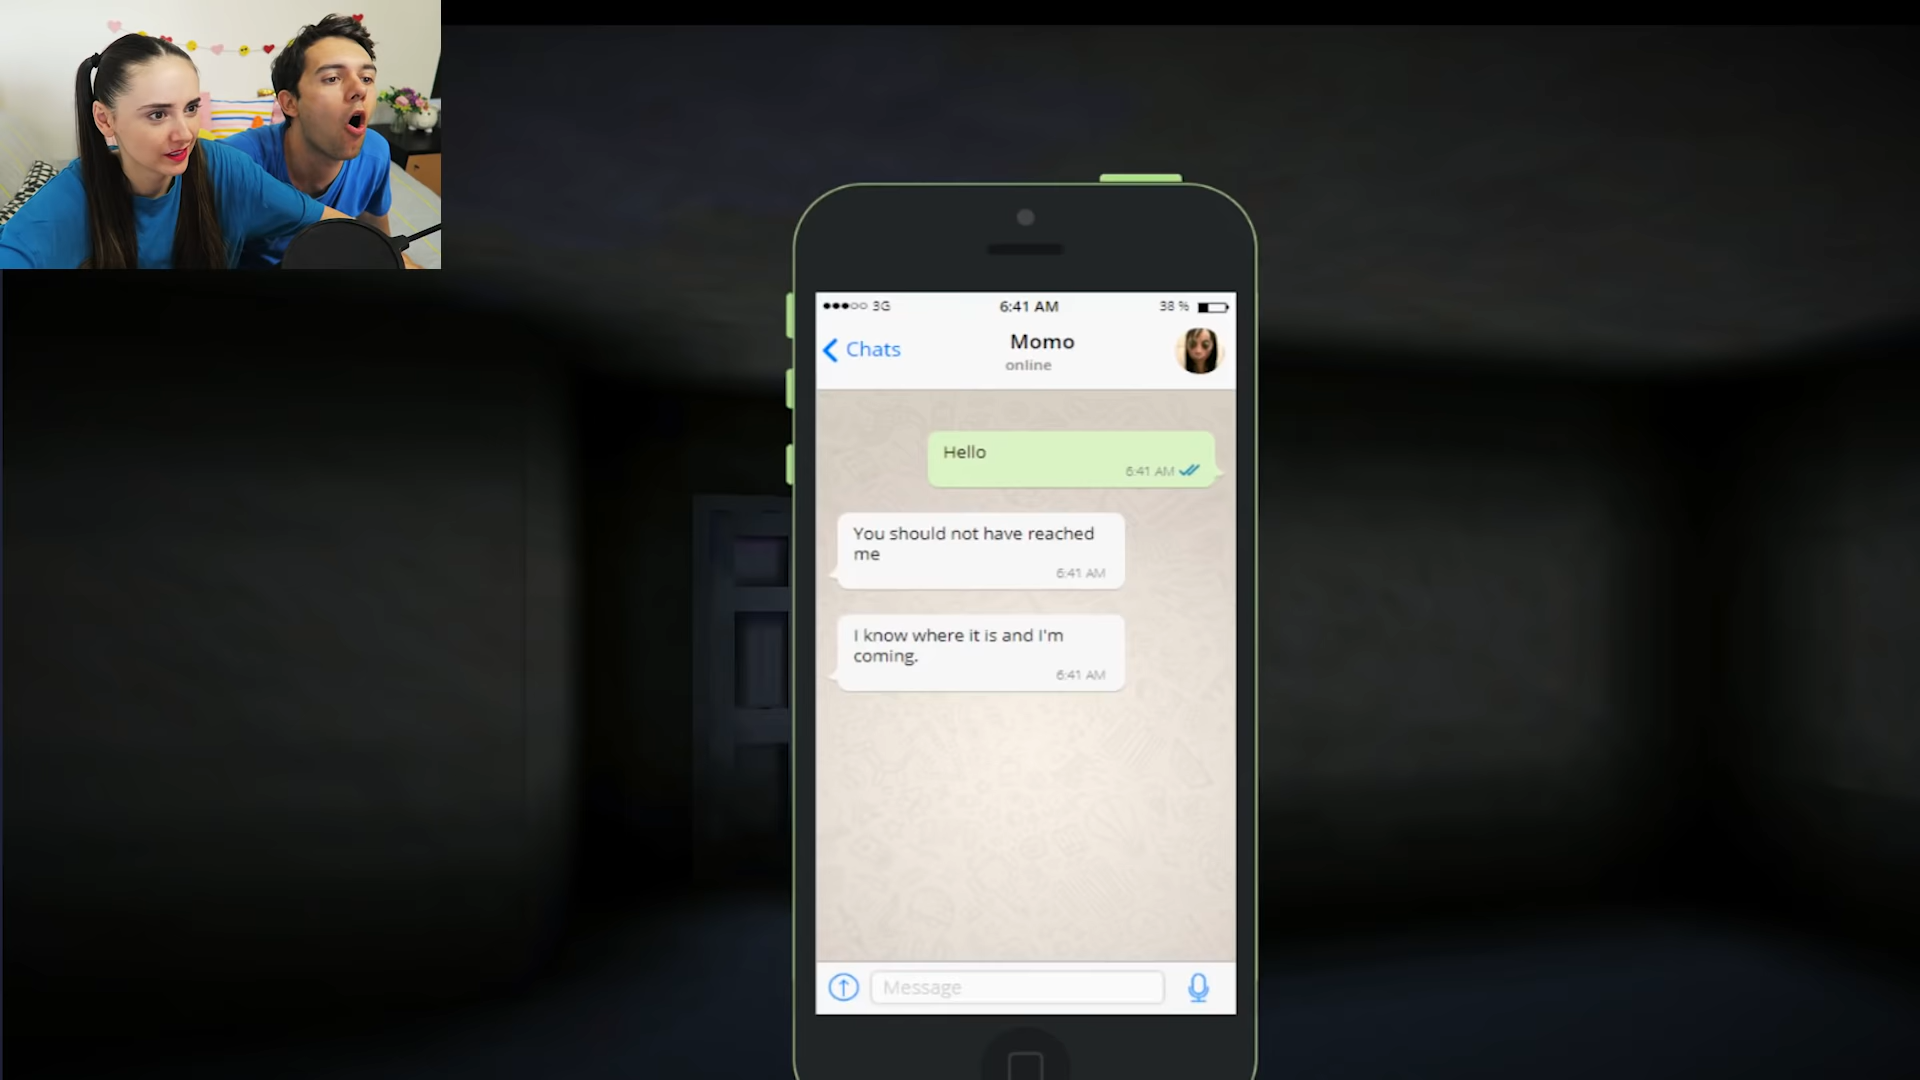 3G 6:41 AM 38 %
Chats Momo
online
Hello
6:41 AM
You should not have reached
me
6:41 AM
I know where it is and I'm
coming.
6:41 AM
Message